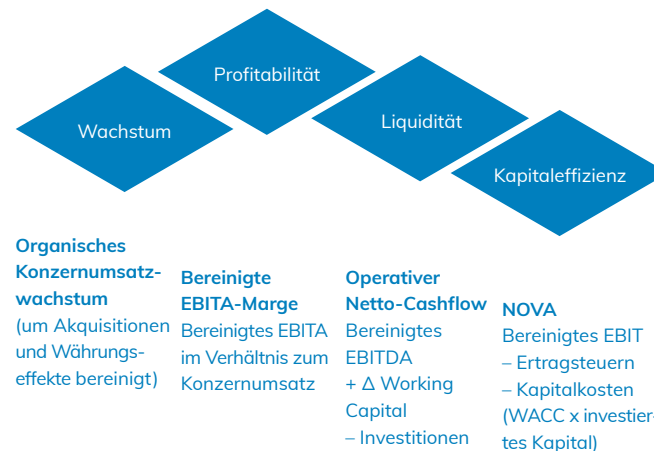 Profitabilität
Wachstum
Liquidität
Kapitaleffizienz
Organisches
Konzernumsatz-
wachstum
(um Akquisitionen
und Währungs-
effekte bereinigt)
Bereinigte
EBITA-Marge
Bereinigtes EBITA
im Verhältnis zum
Konzernumsatz
Operativer
Netto-Cashflow
Bereinigtes
EBITDA
+ Δ Working
Capital
– Investitionen
NOVA
Bereinigtes EBIT
– Ertragsteuern
– Kapitalkosten
(WACC x investier-
tes Kapital)